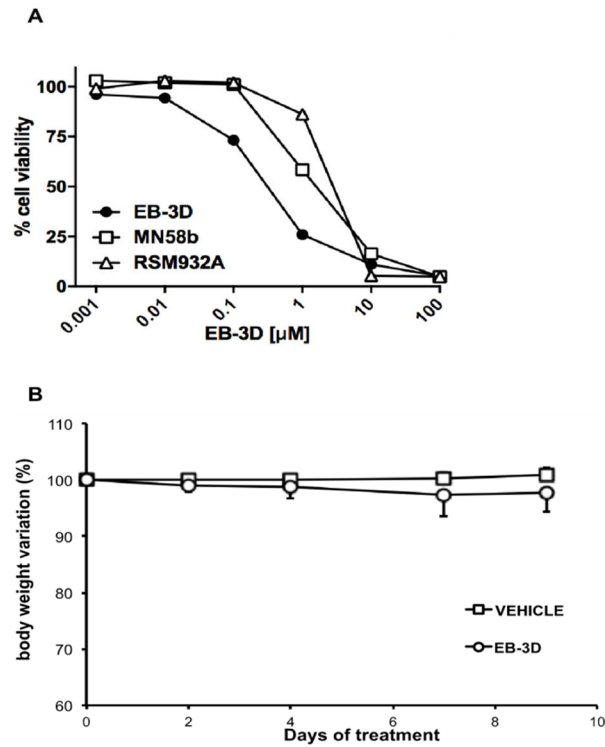 A
% cell viability
100
75
50
25
0
EB-3D
MN58b
RSM932A
0.001
0.01
0.1
1
10
100
EB-3D [µM]
B
body weight variation (%)
110
100
90
80
70
60
VEHICLE
EB-3D
0
2
4
6
8
10
Days of treatment